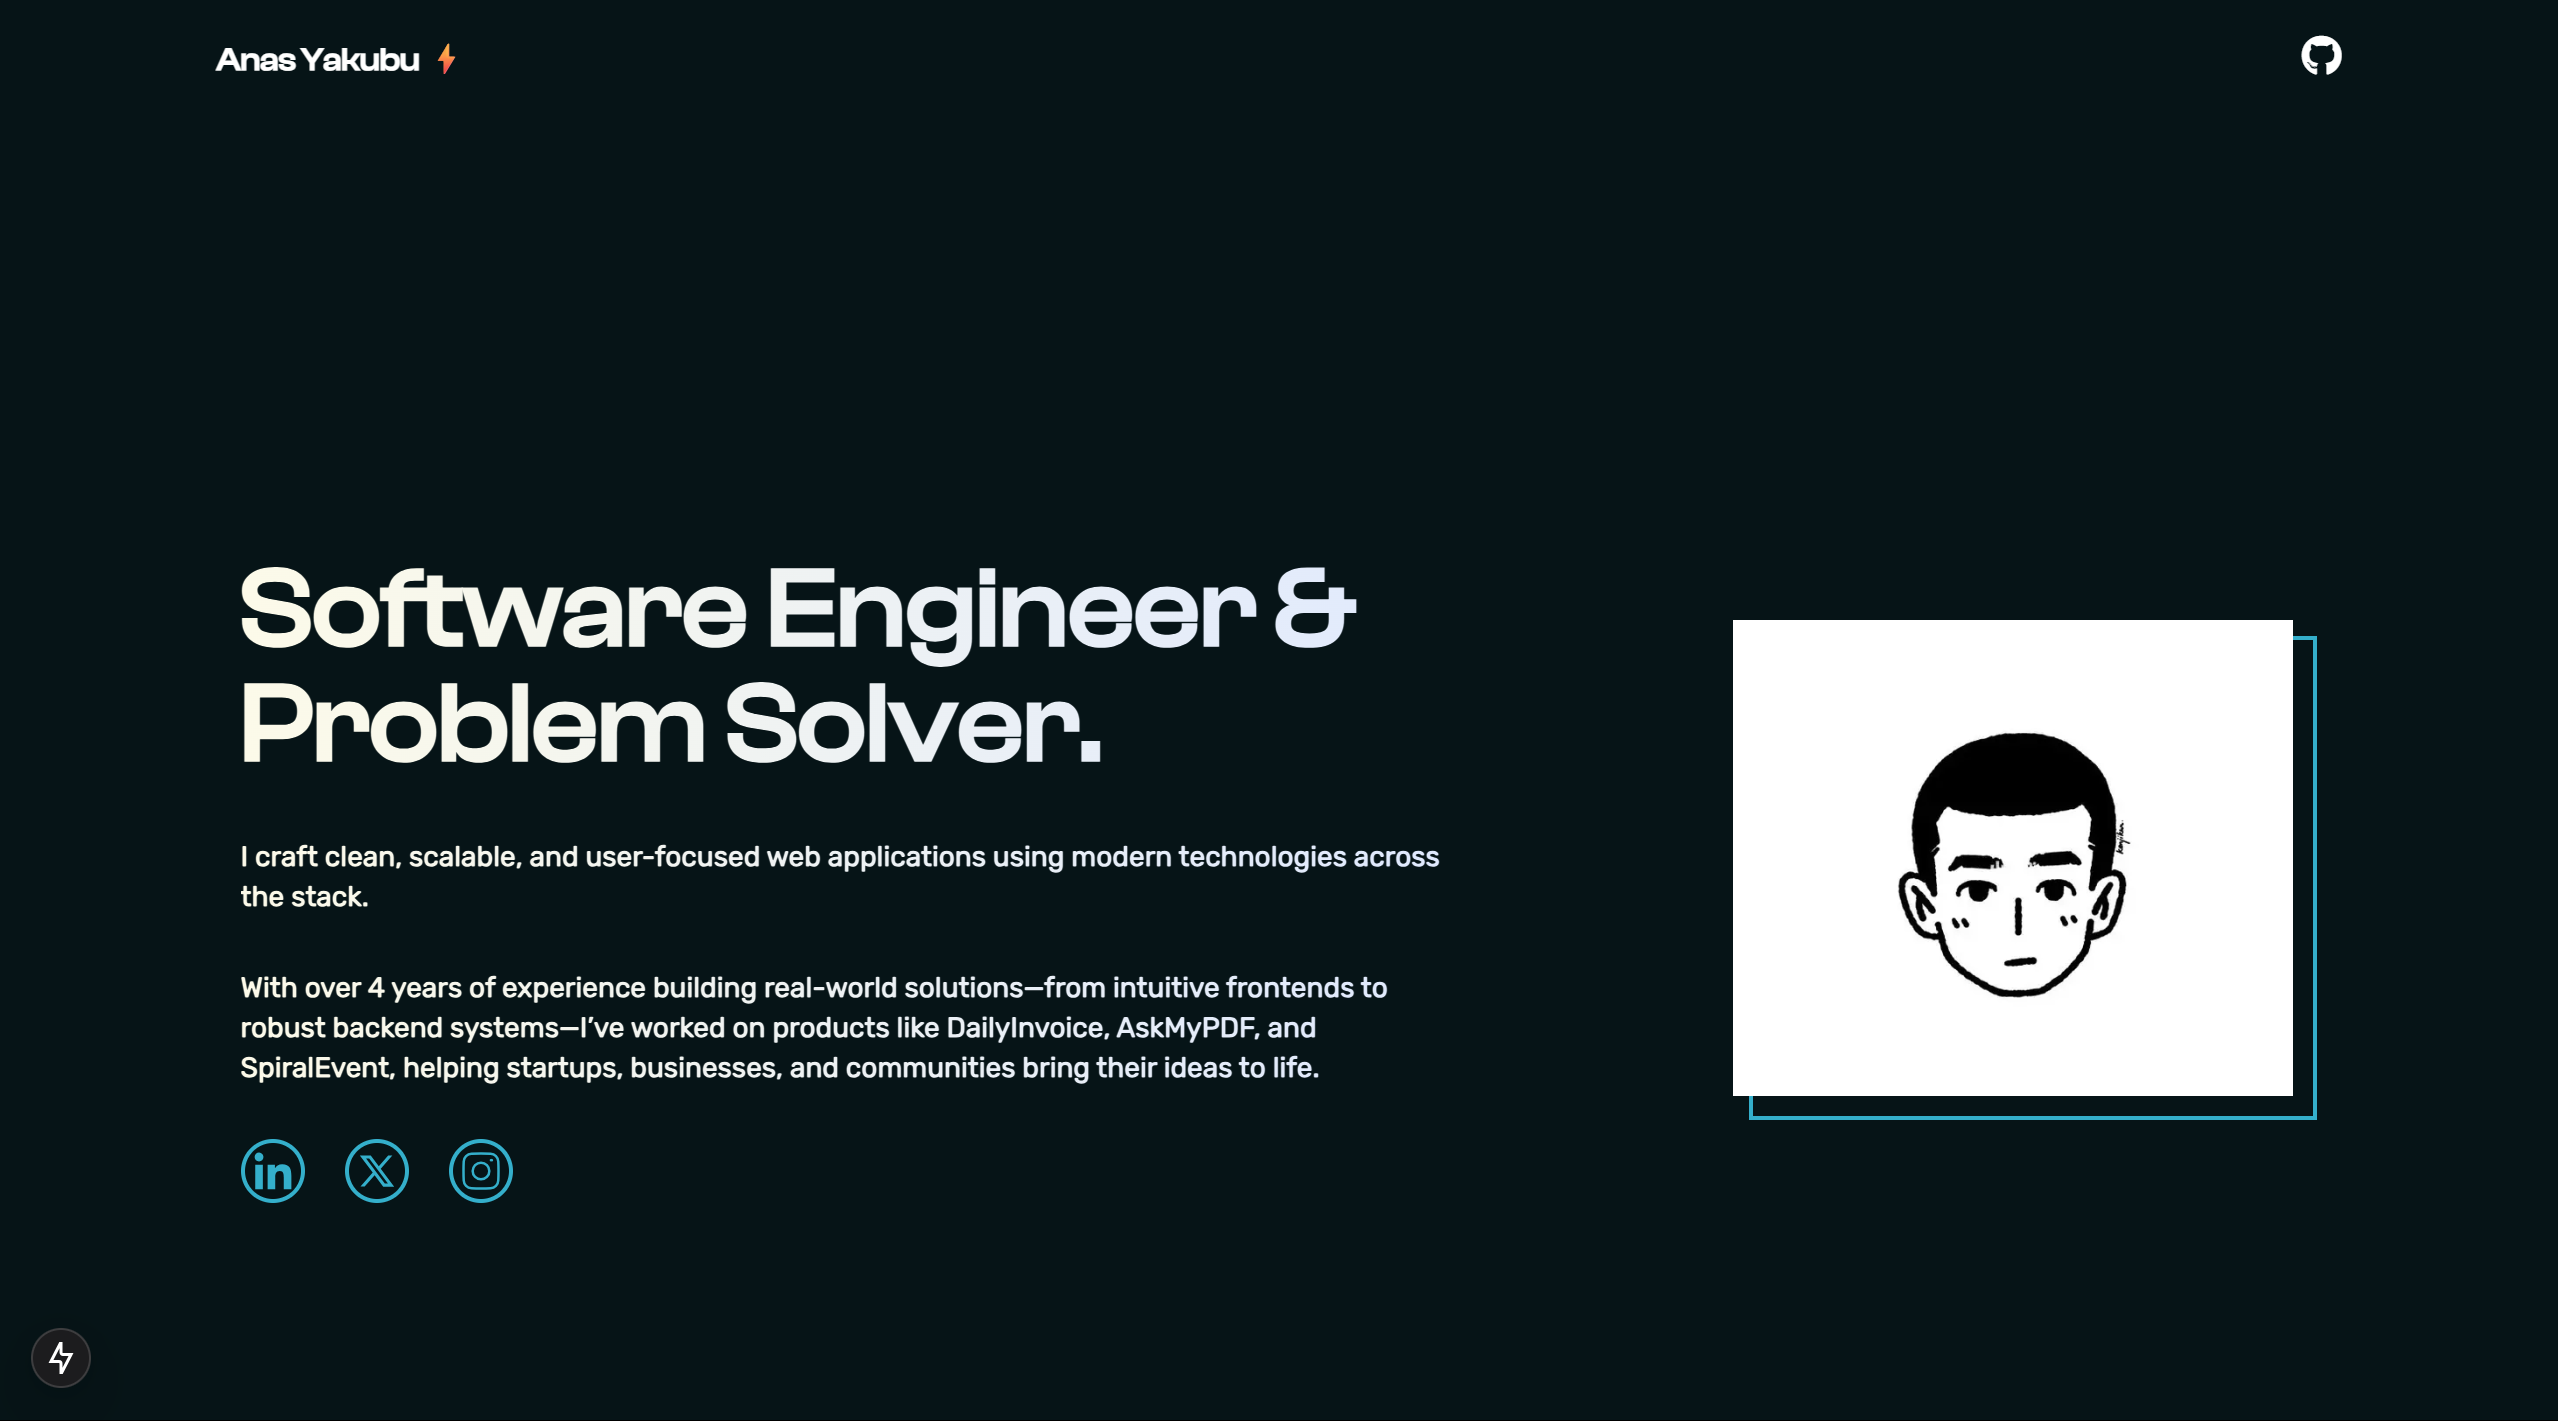 Anas Yakubu
Software Engineer &
Problem Solver.
I craft clean, scalable, and user-focused web applications using modern technologies across
the stack.
With over 4 years of experience building real-world solutions—from intuitive frontends to
robust backend systems—I’ve worked on products like DailyInvoice, AskMyPDF, and
SpiralEvent, helping startups, businesses, and communities bring their ideas to life.